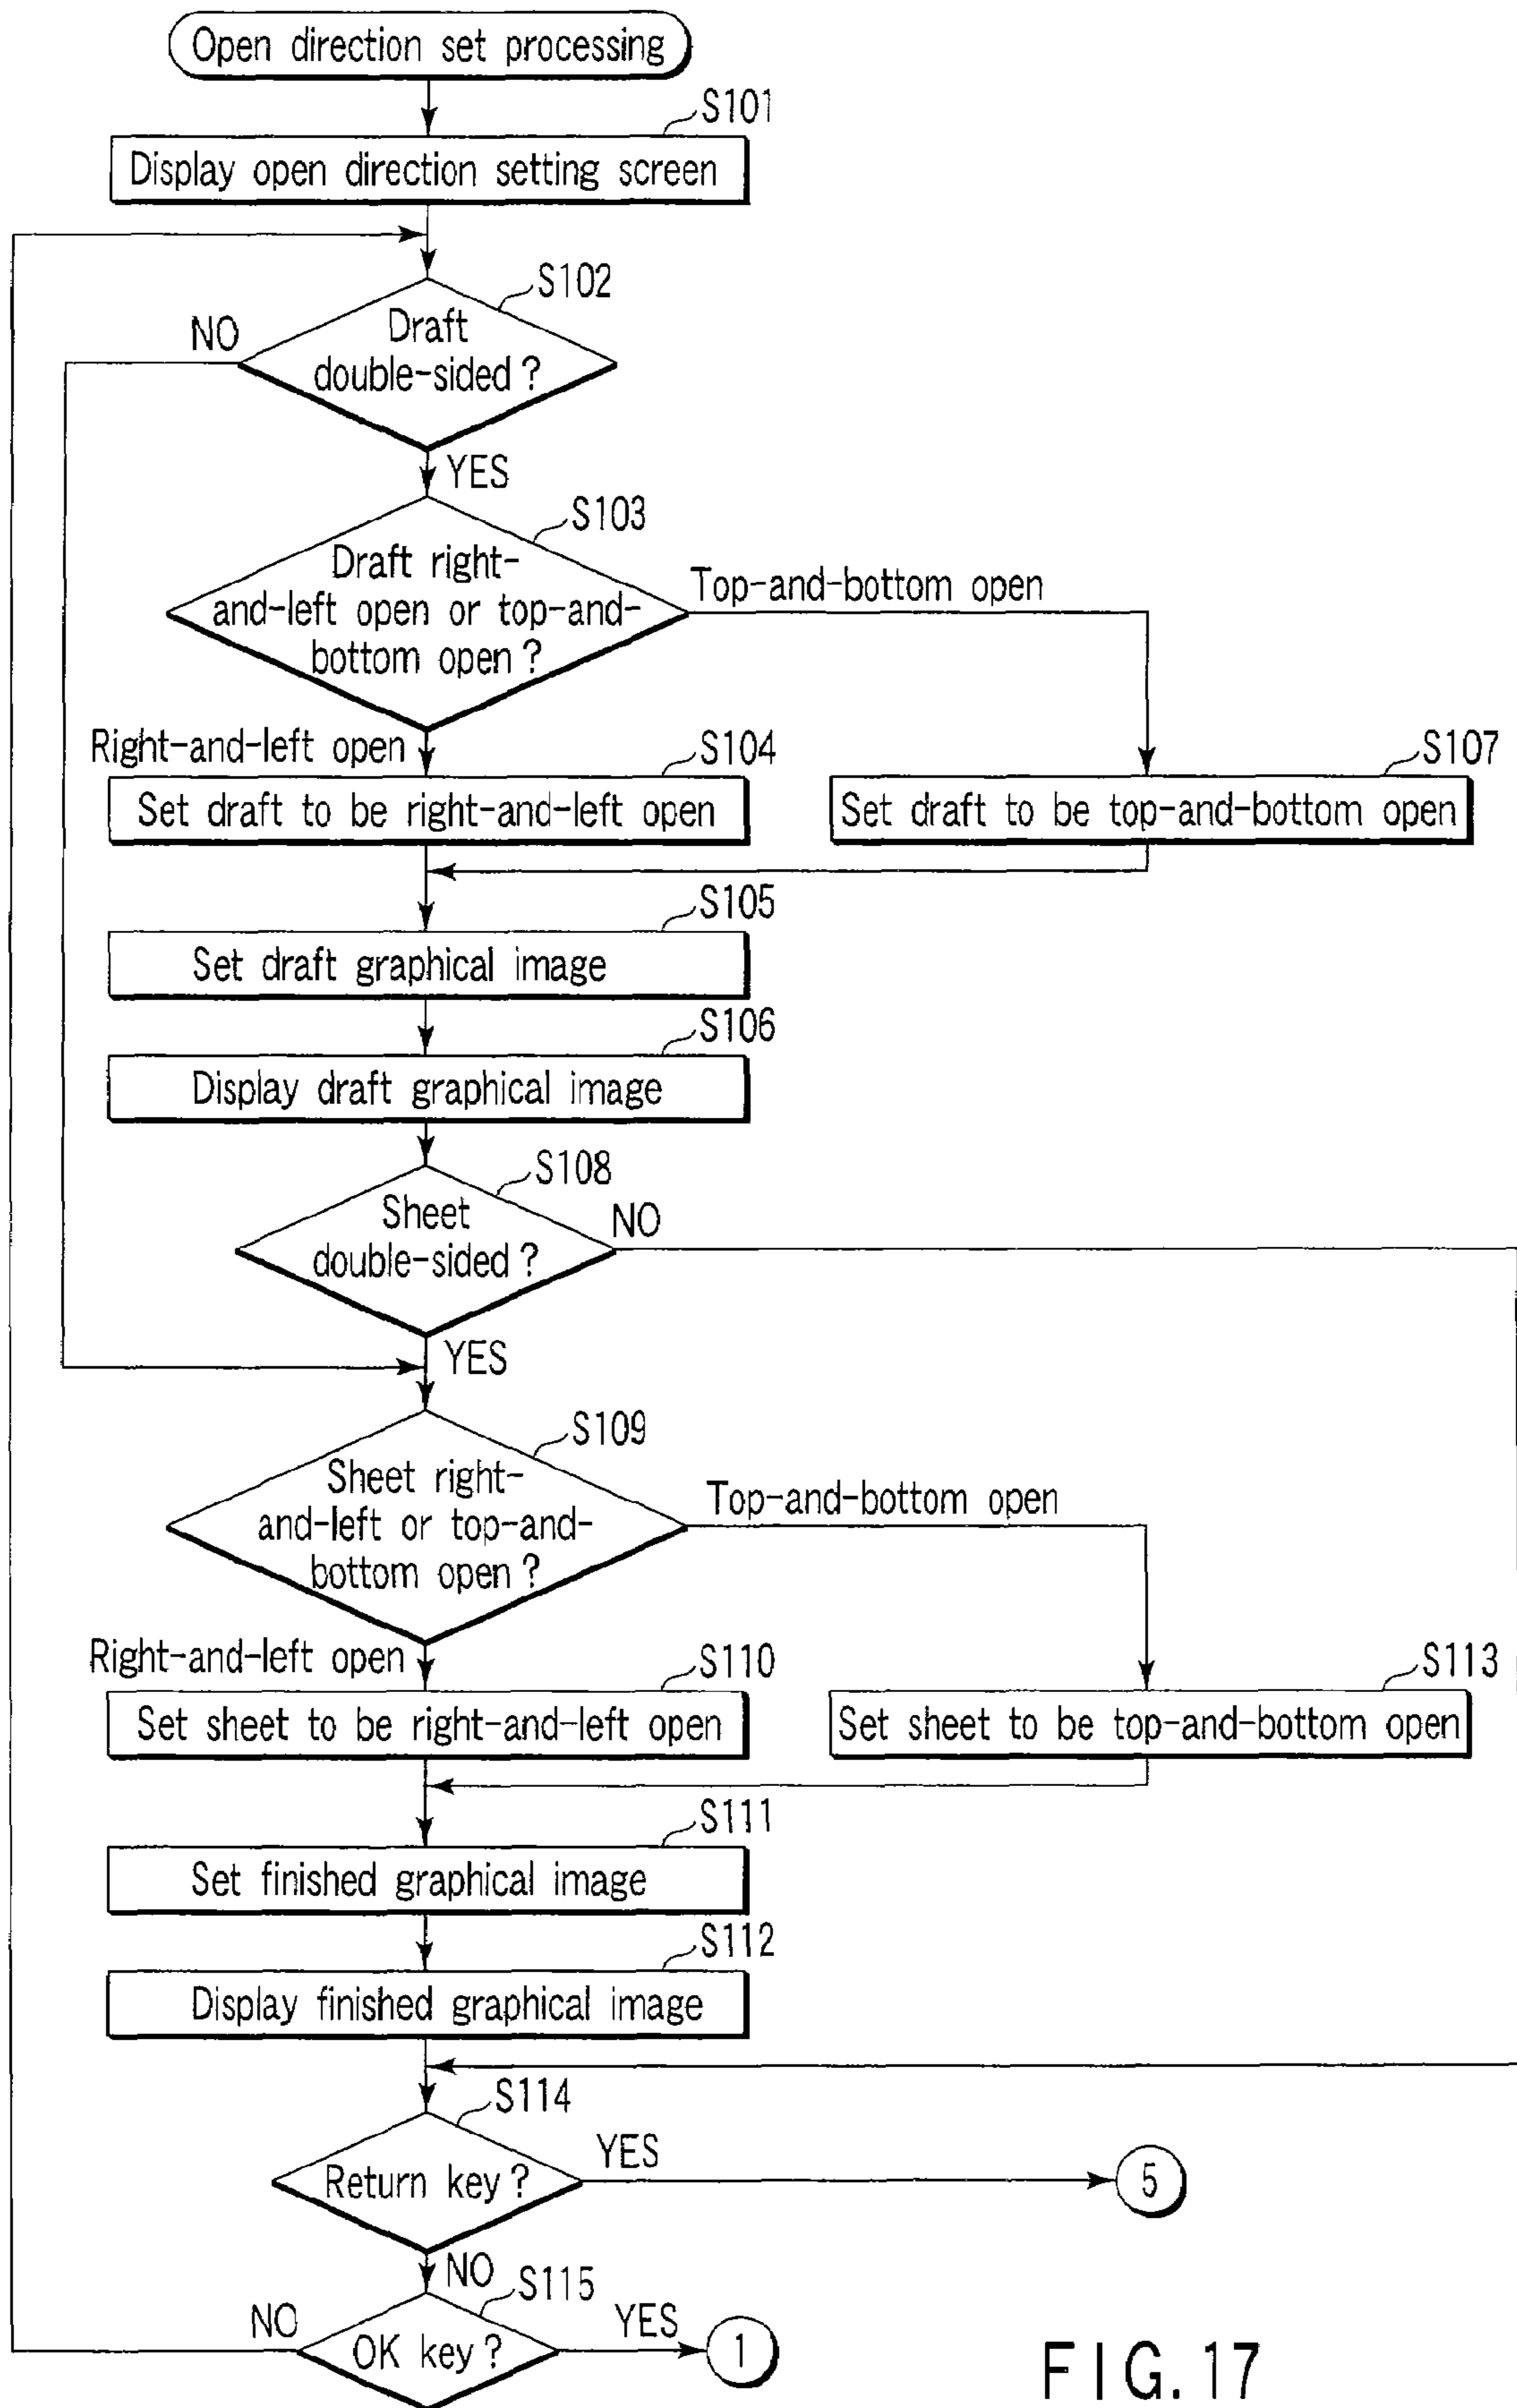 Open direction set processing
S101
Display open direction setting screen
S102
NO
Draft
double-sided?
YES
S103
Draft right-
and-left open or top-and-
bottom open?
Top-and-bottom open
Right-and-left open
S104
S107
Set draft to be right-and-left open
Set draft to be top-and-bottom open
S105
Set draft graphical image
S106
Display draft graphical image
S108
Sheet
double-sided?
NO
YES
S109
Sheet right-
and-left or top-and-
bottom open?
Top-and-bottom open
Right-and-left open
S110
S113
Set sheet to be right-and-left open
Set sheet to be top-and-bottom open
S111
Set finished graphical image
S112
Display finished graphical image
S114
Return key?
YES
5
NO
S115
NO
OK key?
YES
1
FIG. 17